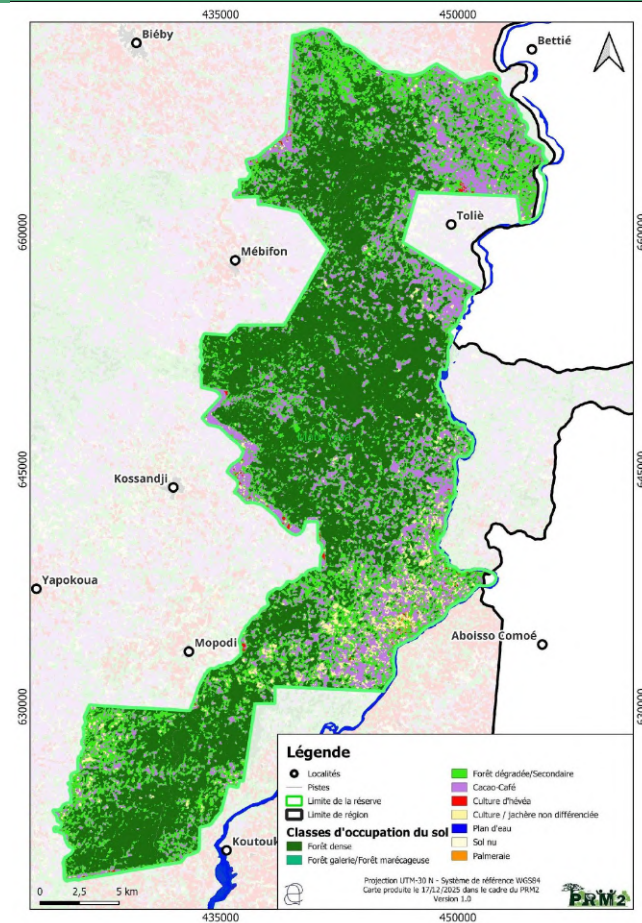 435000 450000
Biéby
Bettié
660000 660000
Toliè
Mébifon
645000 645000
Kossandji
Yapokoua
Mopodi
Aboisso Comoé
630000 630000
Koutouk
Légende
Localités
Pistes
Limite de la réserve
Limite de région
Classes d'occupation du sol
Forêt dense
Forêt galerie/Forêt marécageuse
Forêt dégradée/Secondaire
Cacao-Café
Culture d'hévéa
Culture / Jachère non différenciée
Plan d'eau
Sol nu
Palmeraie
0 2,5 5 km
Projection UTM-30 N - Système de référence WGS84
Carte produite le 17/12/2025 dans le cadre du PRM2
Version 1.0
PRM2
435000 450000